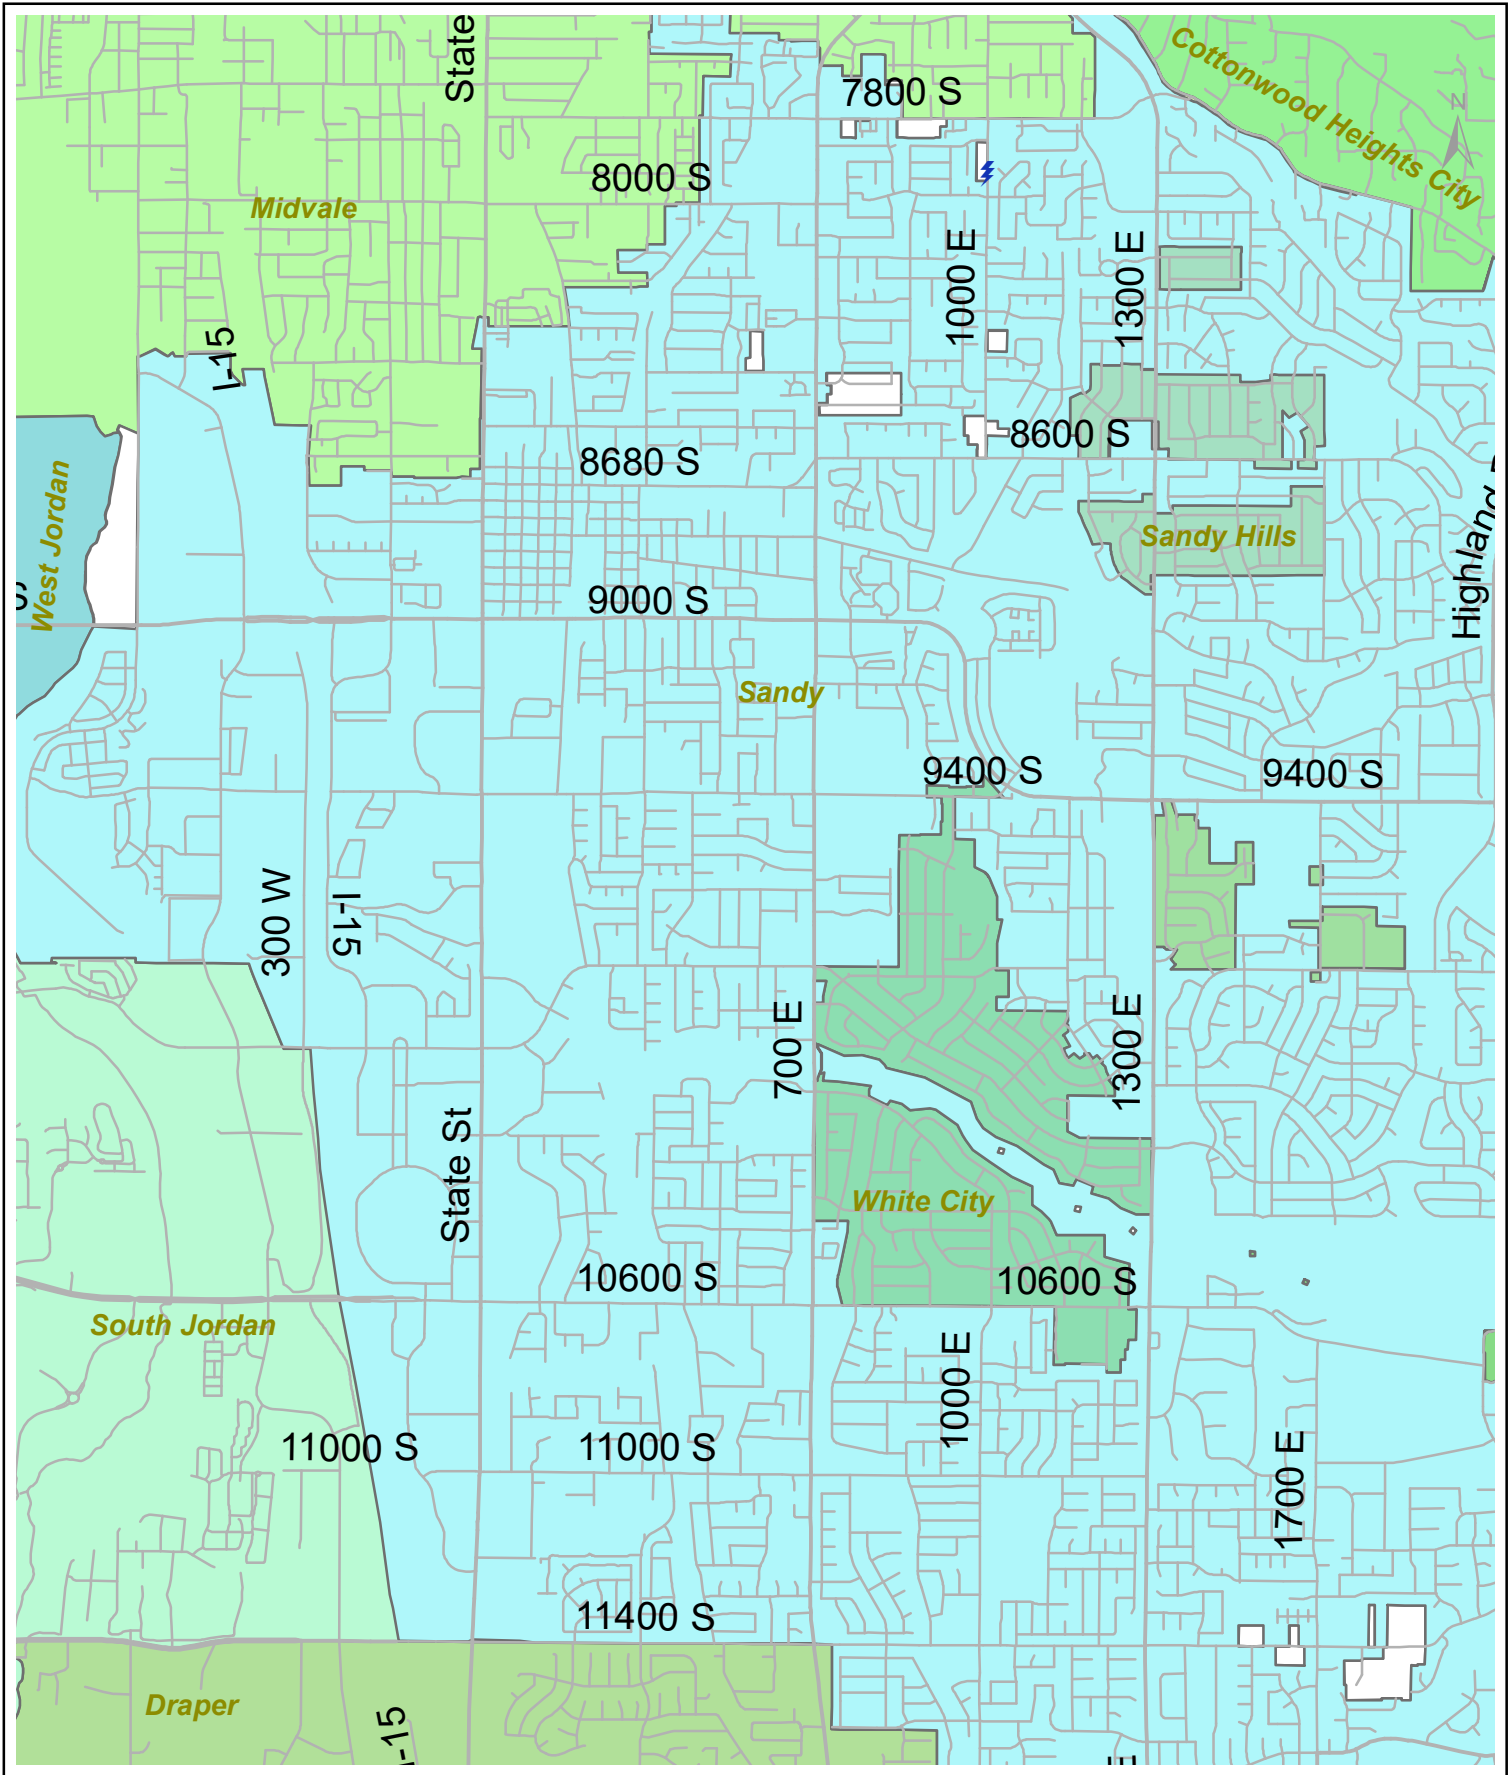 State
Cottonwood Heights City
N
7800 S
8000 S
Midvale
1000 E
1300 E
I-15
8600 S
8680 S
West Jordan
Sandy Hills
Highland
S
9000 S
Sandy
9400 S
9400 S
300 W
I-15
700 E
1300 E
State St
White City
10600 S
10600 S
South Jordan
1000 E
11000 S
11000 S
1700 E
11400 S
Draper
I-15
E